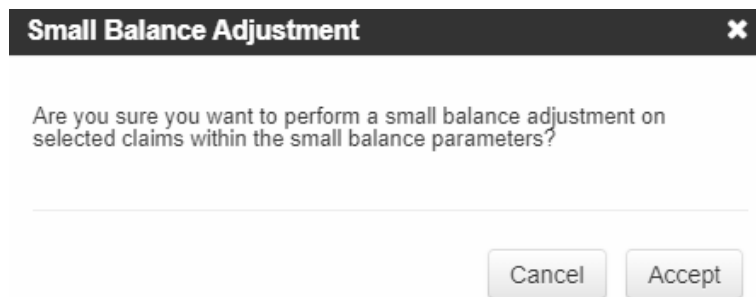 Small Balance Adjustment
Are you sure you want to perform a small balance adjustment on
selected claims within the small balance parameters?
Cancel Accept